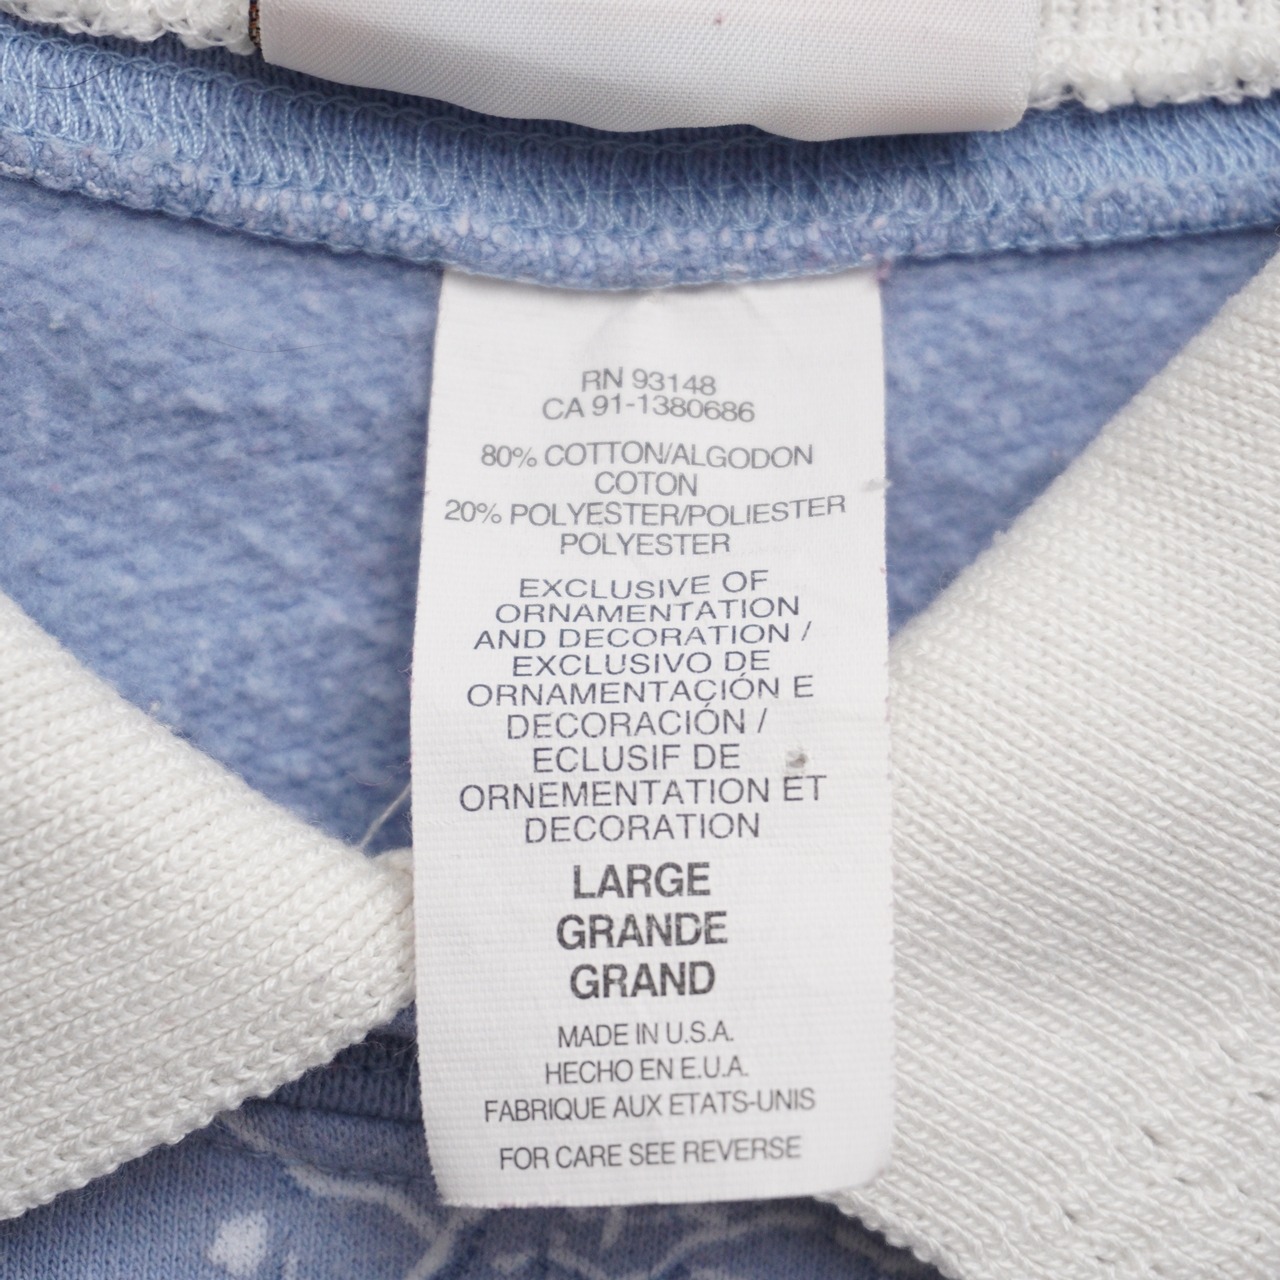 RN 93148
CA 91-1380686
80% COTTON/ALGODON
COTON
20% POLYESTER/POLIESTER
POLYESTER
EXCLUSIVE OF
ORNAMENTATION
AND DECORATION /
EXCLUSIVO DE
ORNAMENTACIÓN E
DECORACIÓN /
ECLUSIF DE
ORNEMENTATION ET
DECORATION
LARGE
GRANDE
GRAND
MADE IN U.S.A.
HECHO EN E.U.A.
FABRIQUE AUX ETATS-UNIS
FOR CARE SEE REVERSE